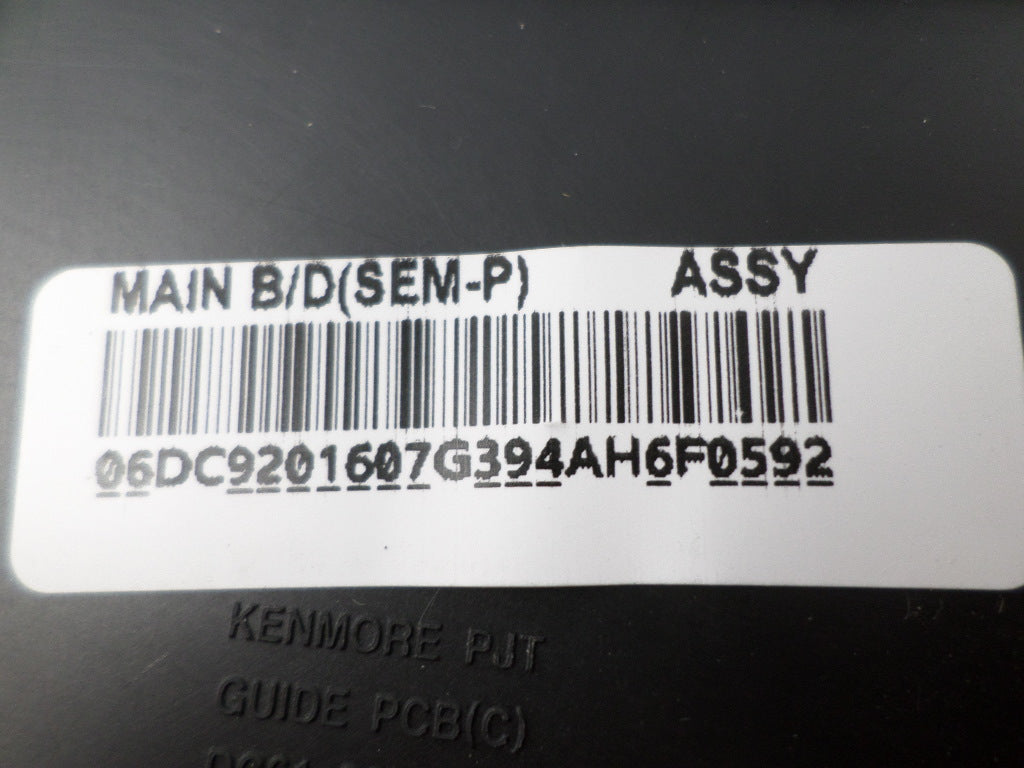 MAIN B/D(SEM-P) ASSY
06DC9201607G394AH6F0592
KENMORE PJT
GUIDE PCB(C)